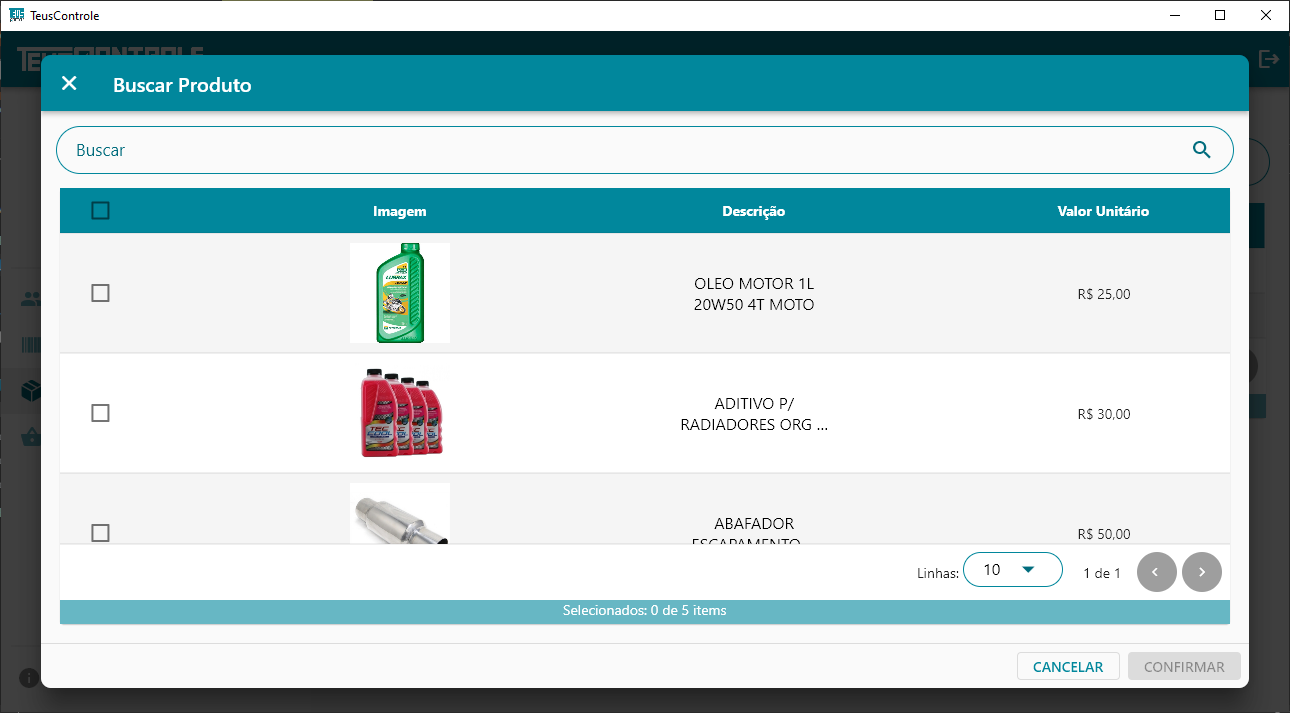 TeusControle
Buscar Produto
Buscar
Imagem Descrição Valor Unitário
OLEO MOTOR 1L
20W50 4T MOTO
R$ 25,00
ADITIVO P/
RADIADORES ORG ...
R$ 30,00
ABAFADOR
ESCAPAMENTO
R$ 50,00
Linhas: 10 1 de 1
Selecionados: 0 de 5 items
CANCELAR CONFIRMAR